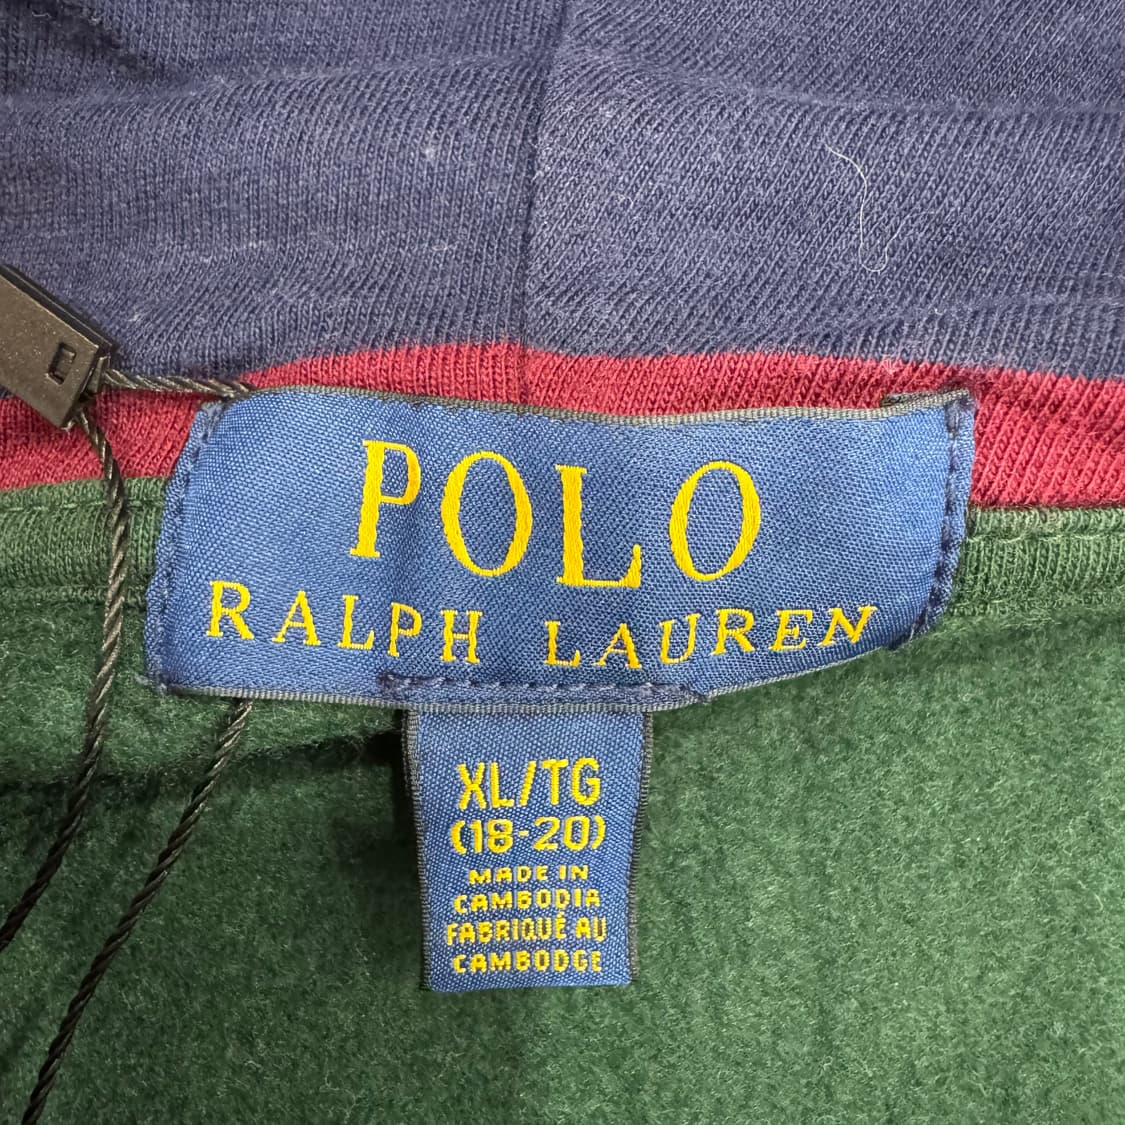 POLO
RALPH LAUREN
XL/TG
(18-20)
MADE IN
CAMBODIA
FABRIQUÉ AU
CAMBODGE